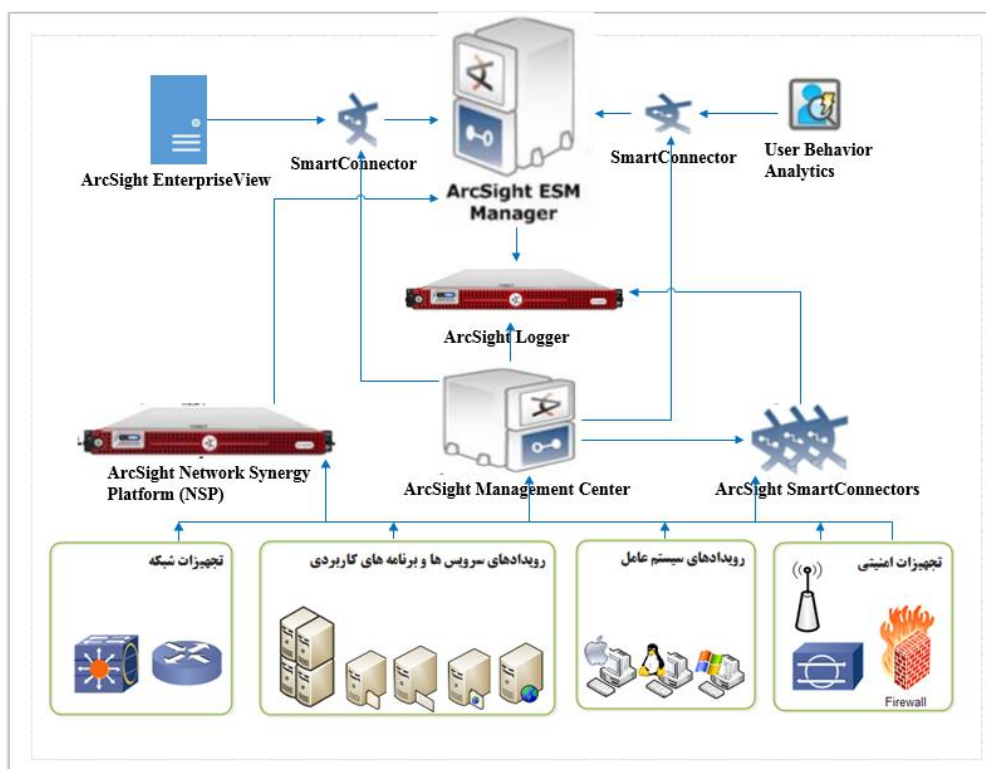 SmartConnector
SmartConnector
User Behavior
Analytics
ArcSight EnterpriseView
ArcSight ESM
Manager
ArcSight Logger
ArcSight Network Synergy
Platform (NSP)
ArcSight Management Center
ArcSight SmartConnectors
تجهیزات شبکه
رویدادهای سرویس ها و برنامه های کاربردی
رویدادهای سیستم عامل
تجهیزات امنیتی
Firewall